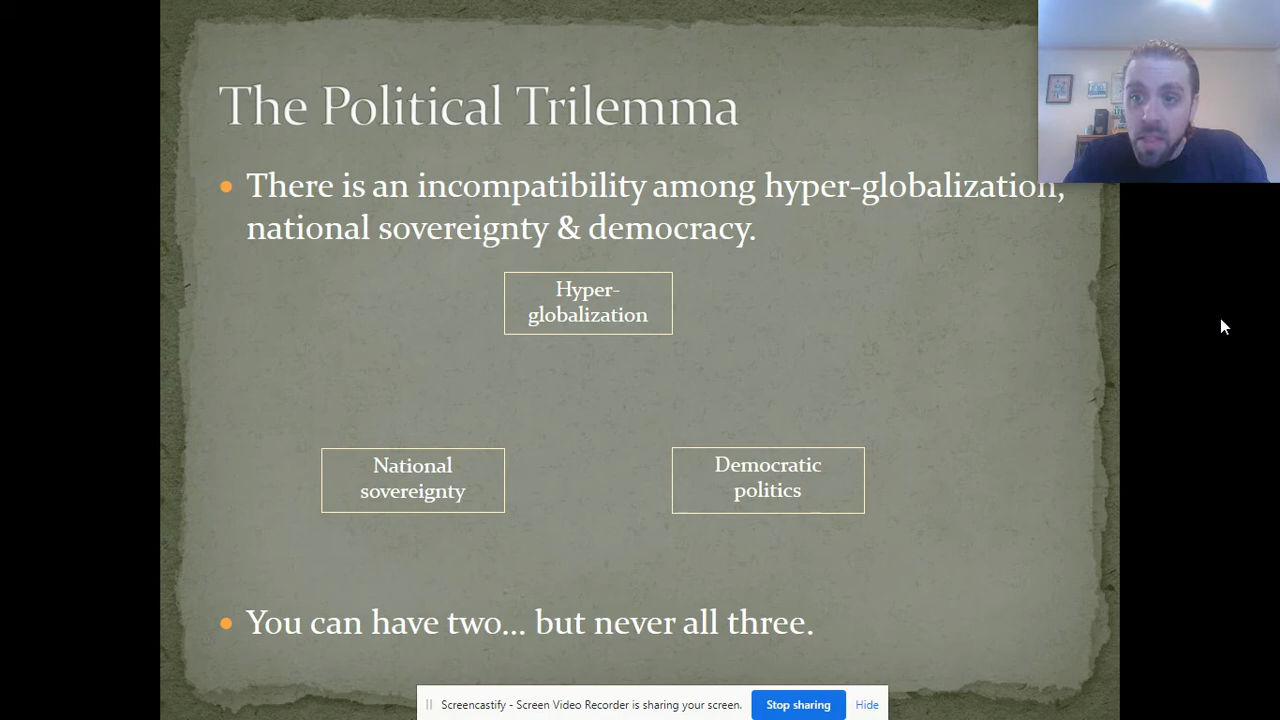 The Political Trilemma
• There is an incompatibility among hyper-globalization,
national sovereignty & democracy.
Hyper-
globalization
National
sovereignty
Democratic
politics
• You can have two... but never all three.
Screencastify - Screen Video Recorder is sharing your screen.
Stop sharing
Hide